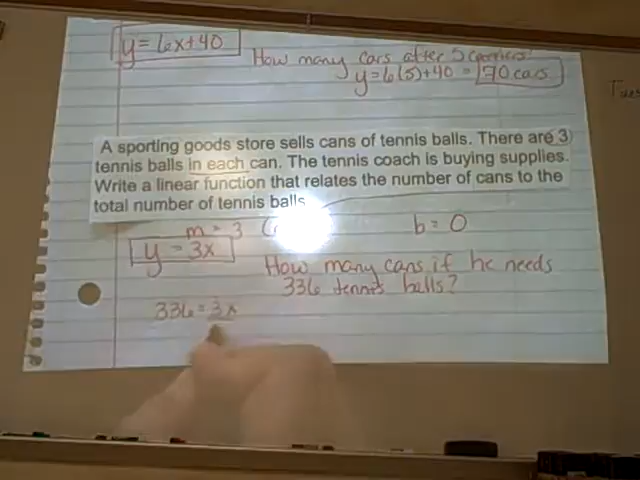 y = 6x+40
How many cars after 5 carriers?
y=6(5)+40 = 70 cars
A sporting goods store sells cans of tennis balls. There are 3
tennis balls in each can. The tennis coach is buying supplies.
Write a linear function that relates the number of cans to the
total number of tennis balls
m = 3
b = 0
y = 3x
How many cans if he needs
336 tennis balls?
336 = 3x